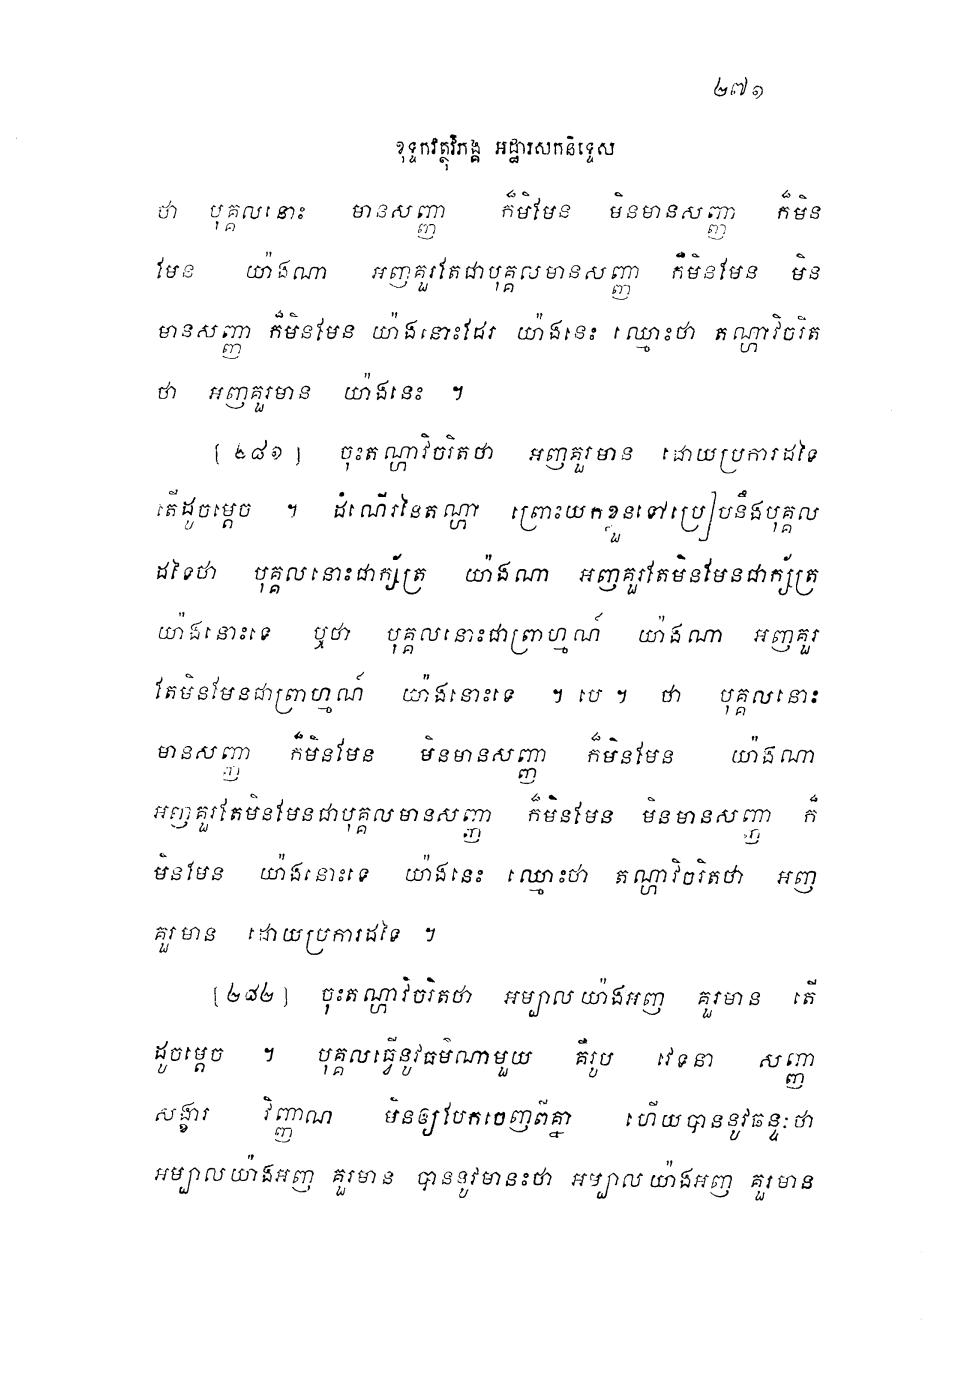 ២៧១
ខុទ្ទកវត្ថុវិភង្គ អដ្ឋារសកនិទ្ទេស
ថា បុគ្គលនោះ មានសញ្ញា ក៏មិមែន មិនមានសញ្ញា ក៏មិន
មែន យ៉ាងណា អញគួរតែជាបុគ្គលមានសញ្ញា ក៏មិនមែន មិន
មានសញ្ញា ក៏មិនមែន យ៉ាងនោះដែរ យ៉ាងនេះ ឈ្មោះថា តណ្ហាវិចរិត
ថា អញគួរមាន យ៉ាងនេះ ។
[២៨១] ចុះតណ្ហាវិចរិតថា អញគួរមាន ដោយប្រការដទៃ
តើដូចម្តេច ។ ដំណើរនៃតណ្ហា ព្រោះយកខ្លួនទៅប្រៀបនឹងបុគ្គល
ដទៃថា បុគ្គលនោះជាក្ស័ត្រ យ៉ាងណា អញគួរតែមិនមែនជាក្ស័ត្រ
យ៉ាងនោះទេ ឬថា បុគ្គលនោះជាព្រាហ្មណ៍ យ៉ាងណា អញគួរ
តែមិនមែនជាព្រាហ្មណ៍ យ៉ាងនោះទេ ។ បេ ។ ថា បុគ្គលនោះ
មានសញ្ញា ក៏មិនមែន មិនមានសញ្ញា ក៏មិនមែន យ៉ាងណា
អញគួរតែមិនមែនជាបុគ្គលមានសញ្ញា ក៏មិនមែន មិនមានសញ្ញា ក៏
មិនមែន យ៉ាងនោះទេ យ៉ាងនេះ ឈ្មោះថា តណ្ហាវិចរិតថា អញ
គួរមាន ដោយប្រការដទៃ ។
[២៨២] ចុះតណ្ហាវិចរិតថា អម្បាលយ៉ាងអញ គួរមាន តើ
ដូចម្តេច ។ បុគ្គលធ្វើនូវធម៌ណាមួយ គឺរូប វេទនា សញ្ញា
សង្ខារ វិញ្ញាណ មិនឲ្យបែកចេញពីគ្នា ហើយបាននូវឆន្ទៈថា
អម្បាលយ៉ាងអញ គួរមាន បាននូវមានះថា អម្បាលយ៉ាងអញ គួរមាន